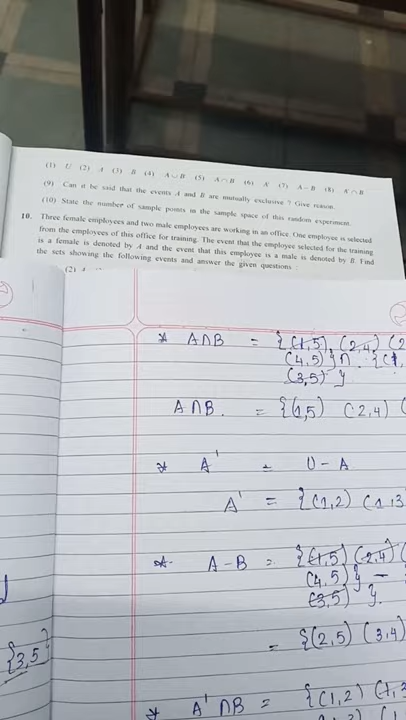 (1) U (2) A (3) B (4) A ∪ B (5) A ∩ B (6) A' (7) A – B (8) A' ∩ B
(9) Can it be said that the events A and B are mutually exclusive ? Give reason.
(10) State the number of sample points in the sample space of this random experiment.
10. Three female employees and two male employees are working in an office. One employee is selected
from the employees of this office for training. The event that the employee selected for the training
is a female is denoted by A and the event that this employee is a male is denoted by B. Find
the sets showing the following events and answer the given questions :
(2)
* A∩B = {(1,5), (2,4) (2
(4,5)} ∩ {(1,
(3,5)}
A∩B. = {(1,5) (2,4) (
* A' = U - A
A' = {(1,2) (1,3
* A-B = {(1,5) (2,4) (
(4,5)} -
(3,5)}.
= {(2,5) (3,4)
{3,5}
* A'∩B = {(1,2) (1,3